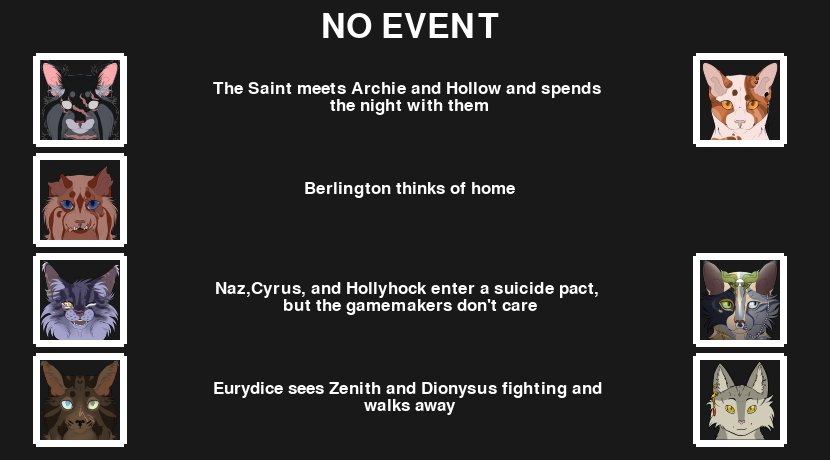 NO EVENT
The Saint meets Archie and Hollow and spends
the night with them
Berlington thinks of home
Naz,Cyrus, and Hollyhock enter a suicide pact,
but the gamemakers don't care
Eurydice sees Zenith and Dionysus fighting and
walks away